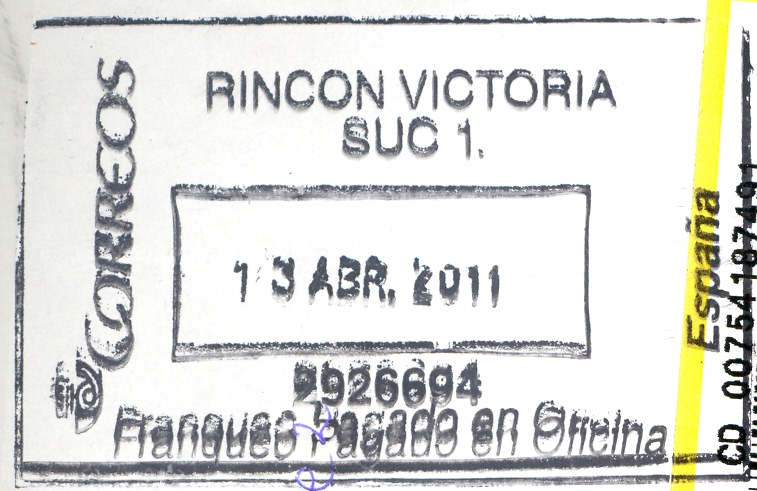 CORREOS
RINCON VICTORIA
SUC 1.
13 ABR. 2011
2926694
Franqueo Pagado en Oficina
España
CD 00754187491